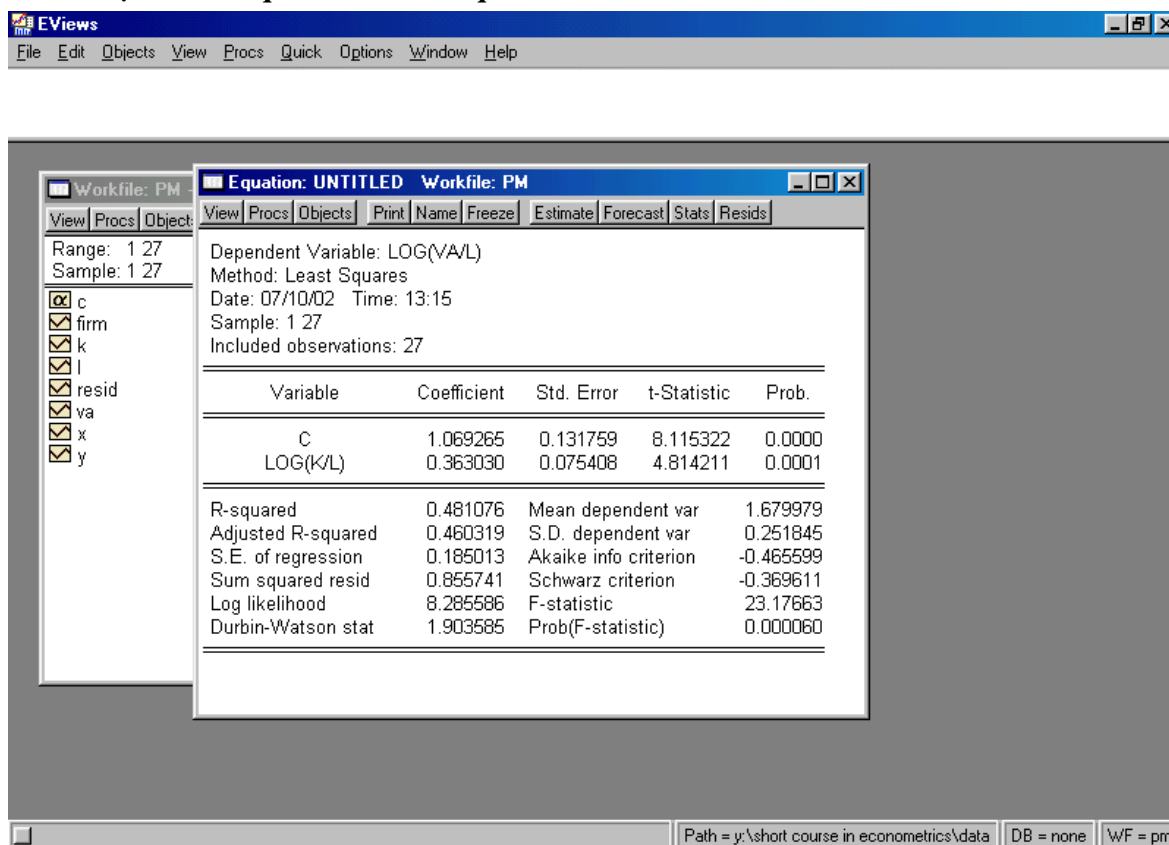 EViews
File Edit Objects View Procs Quick Options Window Help
Workfile: PM -
View Procs Object
Range: 1 27
Sample: 1 27
c
firm
k
l
resid
va
x
y
Equation: UNTITLED Workfile: PM
View Procs Objects Print Name Freeze Estimate Forecast Stats Resids
Dependent Variable: LOG(VA/L)
Method: Least Squares
Date: 07/10/02 Time: 13:15
Sample: 1 27
Included observations: 27
Variable Coefficient Std. Error t-Statistic Prob.
C 1.069265 0.131759 8.115322 0.0000
LOG(K/L) 0.363030 0.075408 4.814211 0.0001
R-squared 0.481076 Mean dependent var 1.679979
Adjusted R-squared 0.460319 S.D. dependent var 0.251845
S.E. of regression 0.185013 Akaike info criterion -0.465599
Sum squared resid 0.855741 Schwarz criterion -0.369611
Log likelihood 8.285586 F-statistic 23.17663
Durbin-Watson stat 1.903585 Prob(F-statistic) 0.000060
Path = y:\short course in econometrics\data DB = none WF = pm